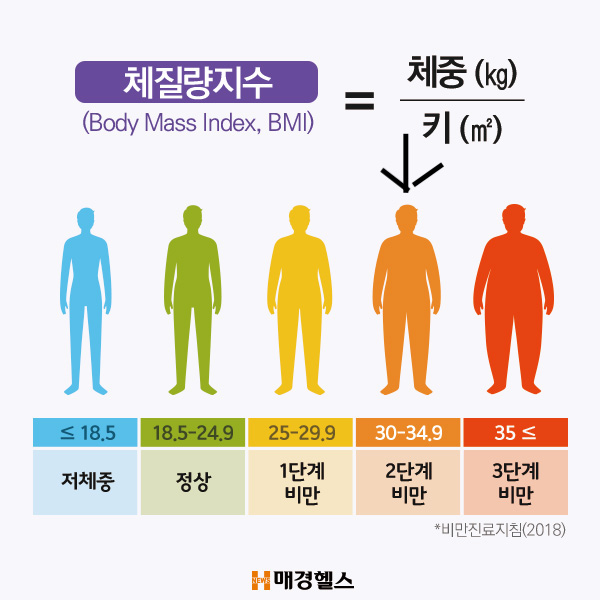 체질량지수
(Body Mass Index, BMI)
=
체중 (kg)
키 (㎡)
≤ 18.5
18.5-24.9
25-29.9
30-34.9
35 ≤
저체중
정상
1단계
비만
2단계
비만
3단계
비만
*비만진료지침(2018)
NEWS 매경헬스